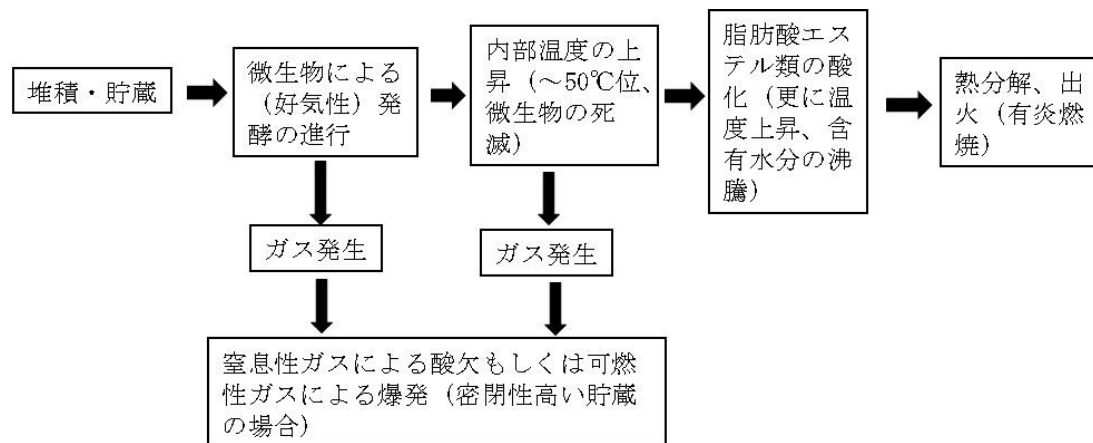 堆積・貯蔵
微生物による
（好気性）発
酵の進行
内部温度の上
昇（～50℃位、
微生物の死
滅）
脂肪酸エス
テル類の酸
化（更に温
度上昇、含
有水分の沸
騰）
熱分解、出
火（有炎燃
焼）
ガス発生
ガス発生
窒息性ガスによる酸欠もしくは可燃
性ガスによる爆発（密閉性高い貯蔵
の場合）